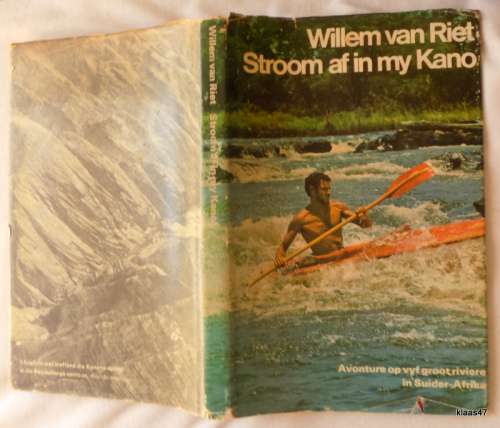 Willem van Riet
Stroom af in my Kano
Willem van Riet Stroom af in my Kano
Avonture op vyf groot riviere
in Suider-Afrika
klaas47